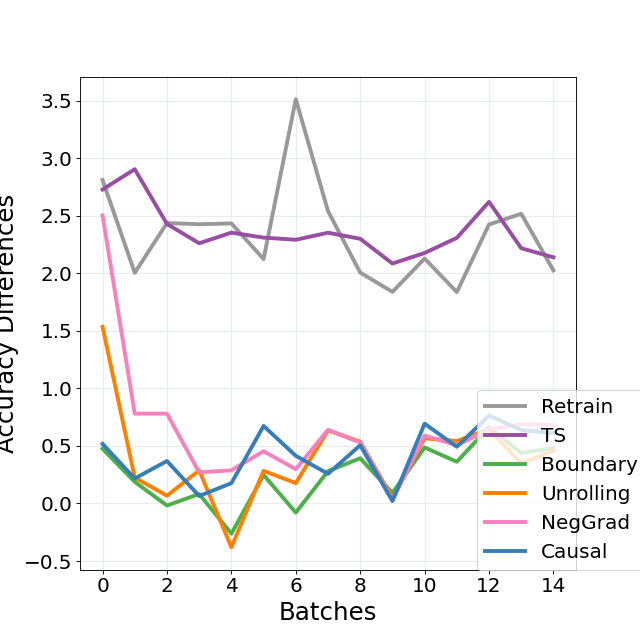 3.5
3.0
2.5
2.0
1.5
1.0
0.5
0.0
−0.5
Accuracy Differences
0 2 4 6 8 10 12 14
Batches
Retrain
TS
Boundary
Unrolling
NegGrad
Causal